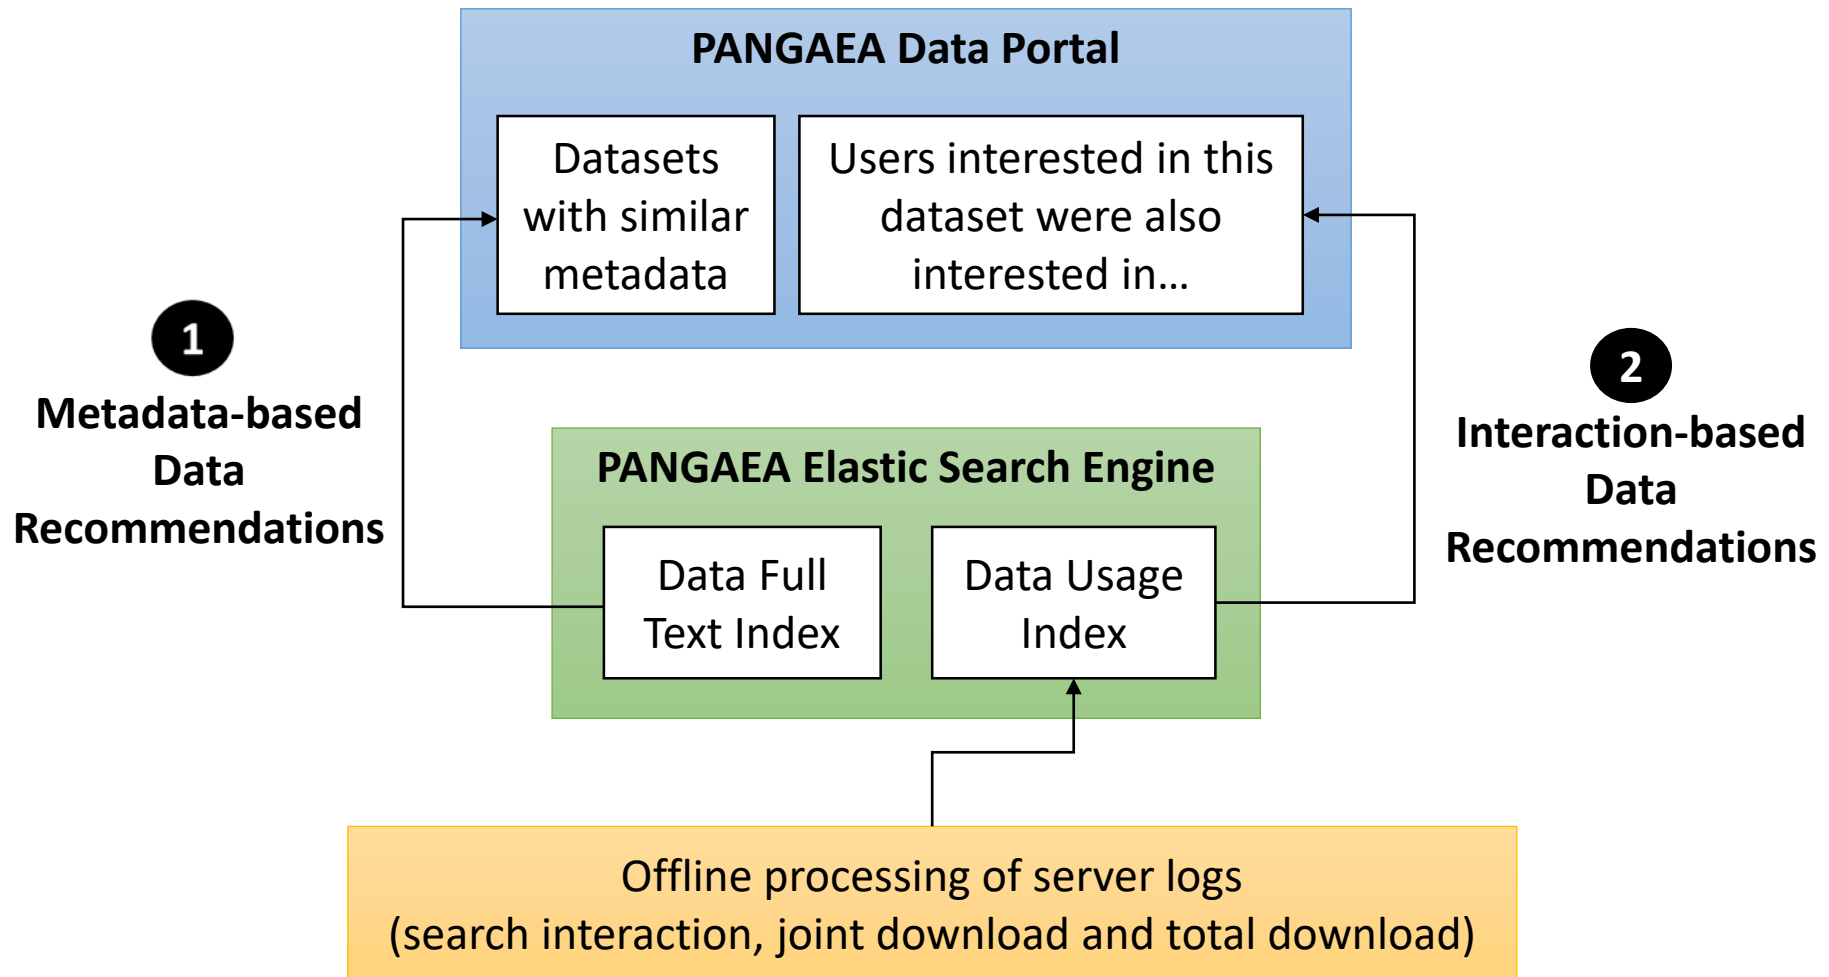 PANGAEA Data Portal
Datasets
with similar
metadata
Users interested in this
dataset were also
interested in…
1
Metadata-based
Data
Recommendations
2
Interaction-based
Data
Recommendations
PANGAEA Elastic Search Engine
Data Full
Text Index
Data Usage
Index
Offline processing of server logs
(search interaction, joint download and total download)